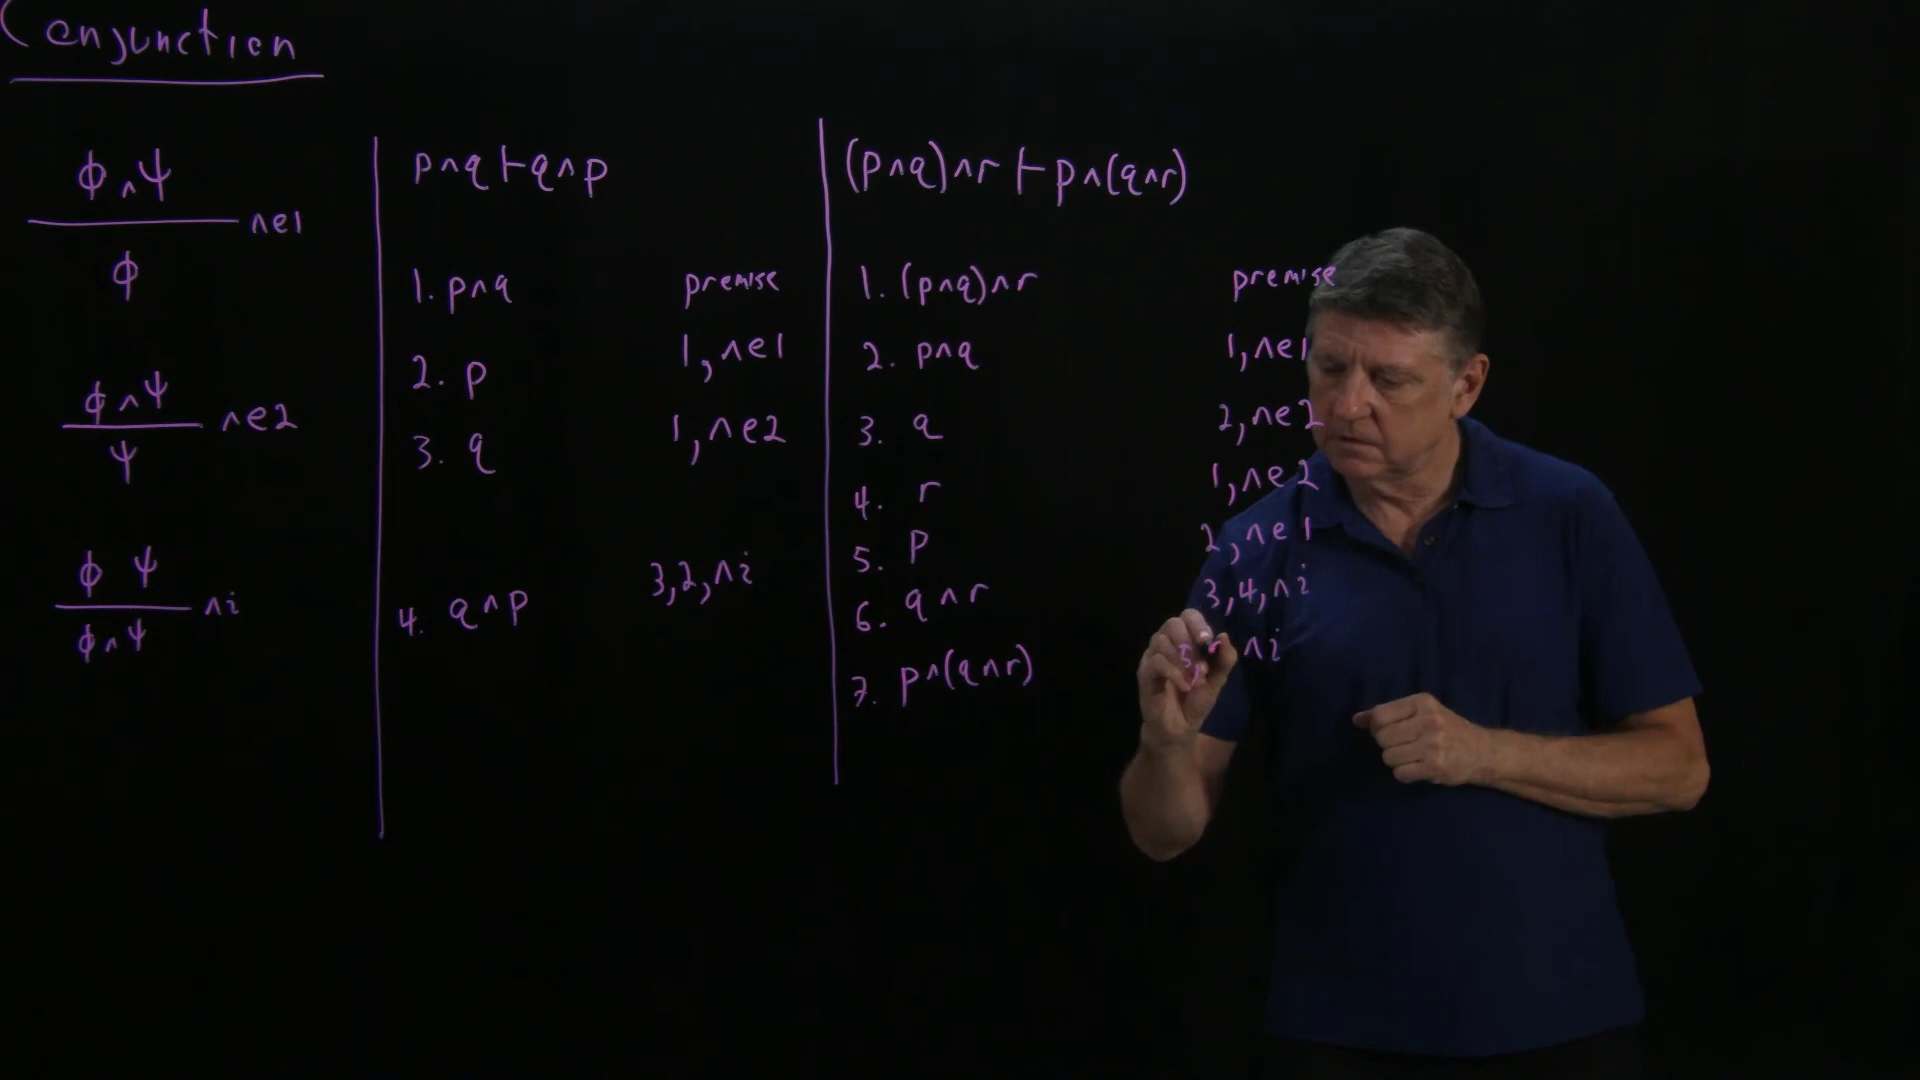 Conjunction
φ∧ψ
∧e1
φ
φ∧ψ
∧e2
ψ
φ ψ
∧i
φ∧ψ
p∧q ⊢ q∧p
1. p∧q premise
2. p 1,∧e1
3. q 1,∧e2
4. q∧p 3,2,∧i
(p∧q)∧r ⊢ p∧(q∧r)
1. (p∧q)∧r premise
2. p∧q 1,∧e1
3. q 2,∧e2
4. r 1,∧e2
5. p 2,∧e1
6. q∧r 3,4,∧i
7. p∧(q∧r) 5, ∧i